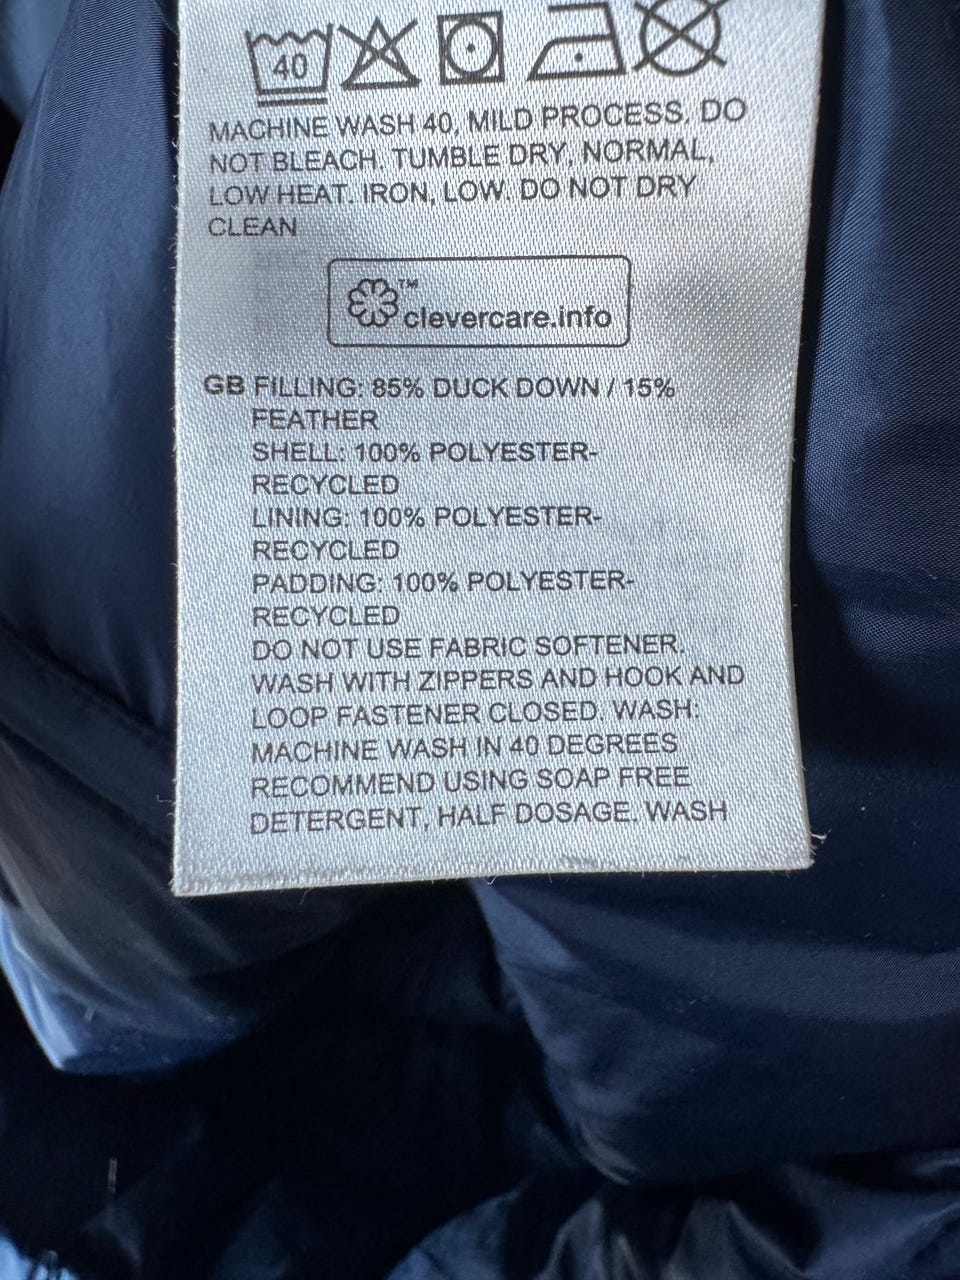 40
MACHINE WASH 40, MILD PROCESS. DO
NOT BLEACH. TUMBLE DRY, NORMAL,
LOW HEAT. IRON, LOW. DO NOT DRY
CLEAN
™
clevercare.info
GB FILLING: 85% DUCK DOWN / 15%
FEATHER
SHELL: 100% POLYESTER-
RECYCLED
LINING: 100% POLYESTER-
RECYCLED
PADDING: 100% POLYESTER-
RECYCLED
DO NOT USE FABRIC SOFTENER.
WASH WITH ZIPPERS AND HOOK AND
LOOP FASTENER CLOSED. WASH:
MACHINE WASH IN 40 DEGREES
RECOMMEND USING SOAP FREE
DETERGENT, HALF DOSAGE. WASH